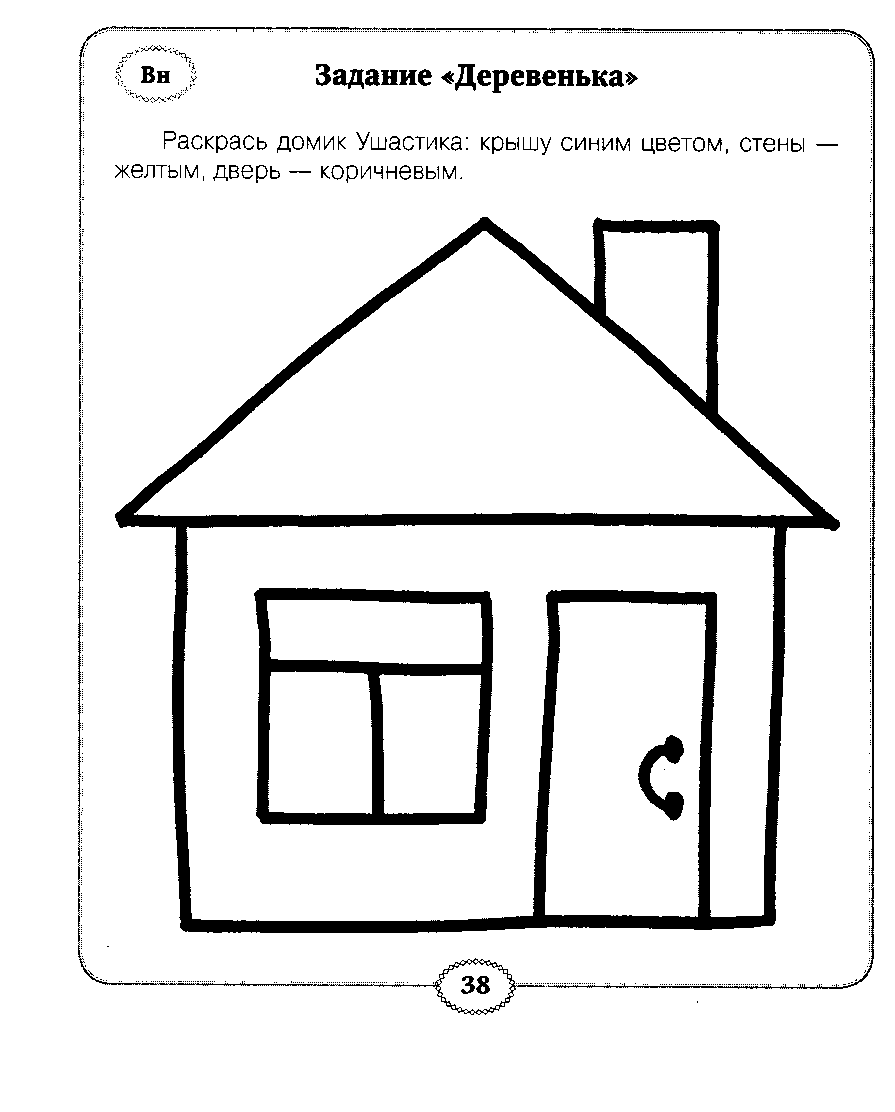 Вн
Задание «Деревенька»
Раскрась домик Ушастика: крышу синим цветом, стены —
желтым, дверь — коричневым.
38